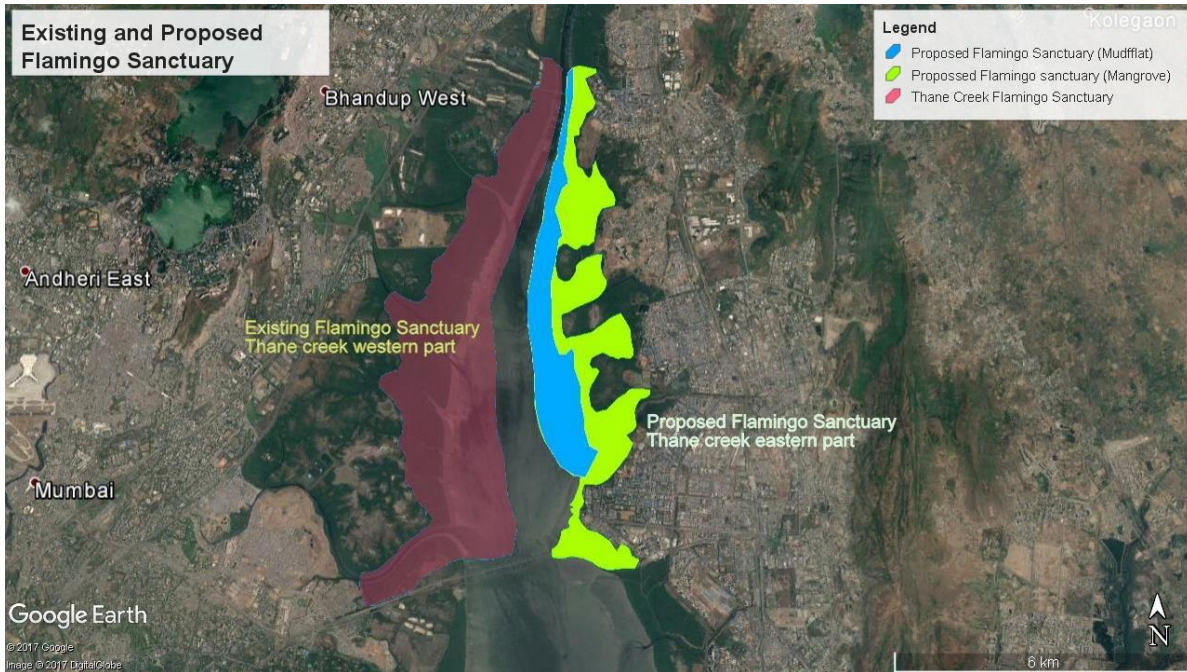 Existing and Proposed
Flamingo Sanctuary
Kolegaon
Legend
Proposed Flamingo Sanctuary (Mudfflat)
Propossed Flamingo sanctuary (Mangrove)
Thane Creek Flamingo Sanctuary
Bhandup West
Andheri East
Existing Flamingo Sanctuary
Thane creek western part
Proposed Flamingo Sanctuary
Thane creek eastern part
Mumbai
Google Earth
© 2017 Google
Image © 2017 DigitalGlobe
N
6 km